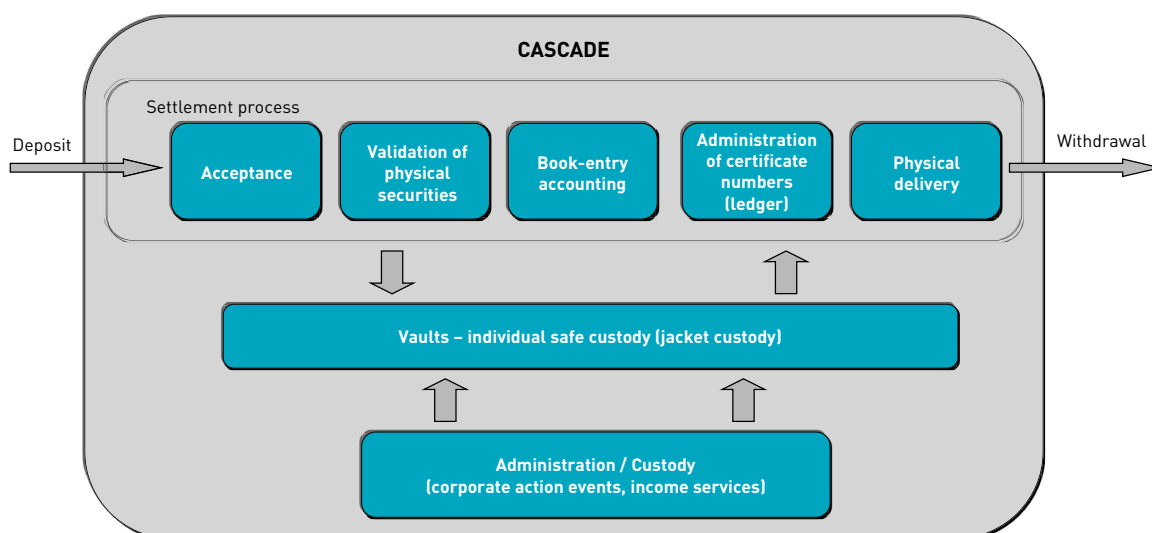 CASCADE
Settlement process
Deposit
Acceptance
Validation of
physical
securities
Book-entry
accounting
Administration
of certificate
numbers
(ledger)
Physical
delivery
Withdrawal
Vaults – individual safe custody (jacket custody)
Administration / Custody
(corporate action events, income services)